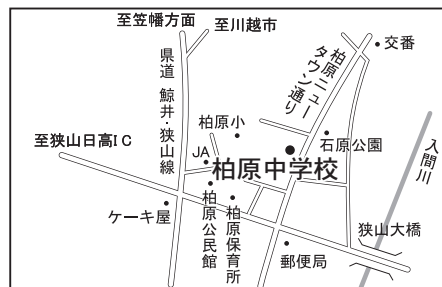 至笠幡方面
至川越市
交番
県道 鯨井・狭山線
柏原ニュータウン通り
柏原小
石原公園
入間川
至狭山日高IC
JA
柏原中学校
ケーキ屋
柏原公民館
柏原保育所
狭山大橋
郵便局